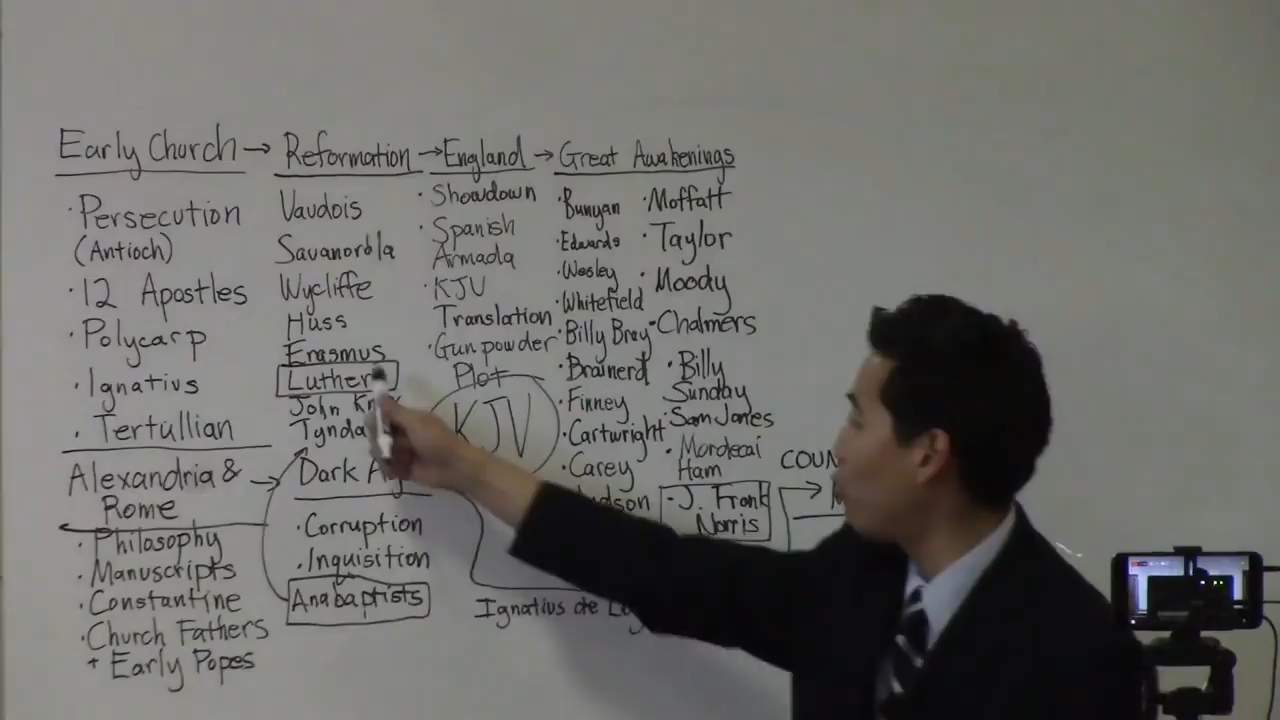 Early Church → Reformation → England → Great Awakenings
· Persecution
(Antioch)
· 12 Apostles
· Polycarp
· Ignatius
· Tertullian
Alexandria & →
Rome
· Philosophy
· Manuscripts
· Constantine
· Church Fathers
+ Early Popes
Vaudois
Savanorola
Wycliffe
Huss
Erasmus
Luther
John
Dark
· Corruption
· Inquisition
Anabaptists
· Showdown
· Spanish
Armada
· KJV
Translation
· Gunpowder
Plot
KJV
Ignatius de
· Bunyan
· Edwards
· Wesley
· Whitefield
· Billy Bray
· Brainerd
· Finney
· Cartwright
· Carey
· Moffatt
· Taylor
· Moody
· Chalmers
· Billy
Sunday
· Sam Jones
· Mordecai
Ham
- J. Frank
Norris